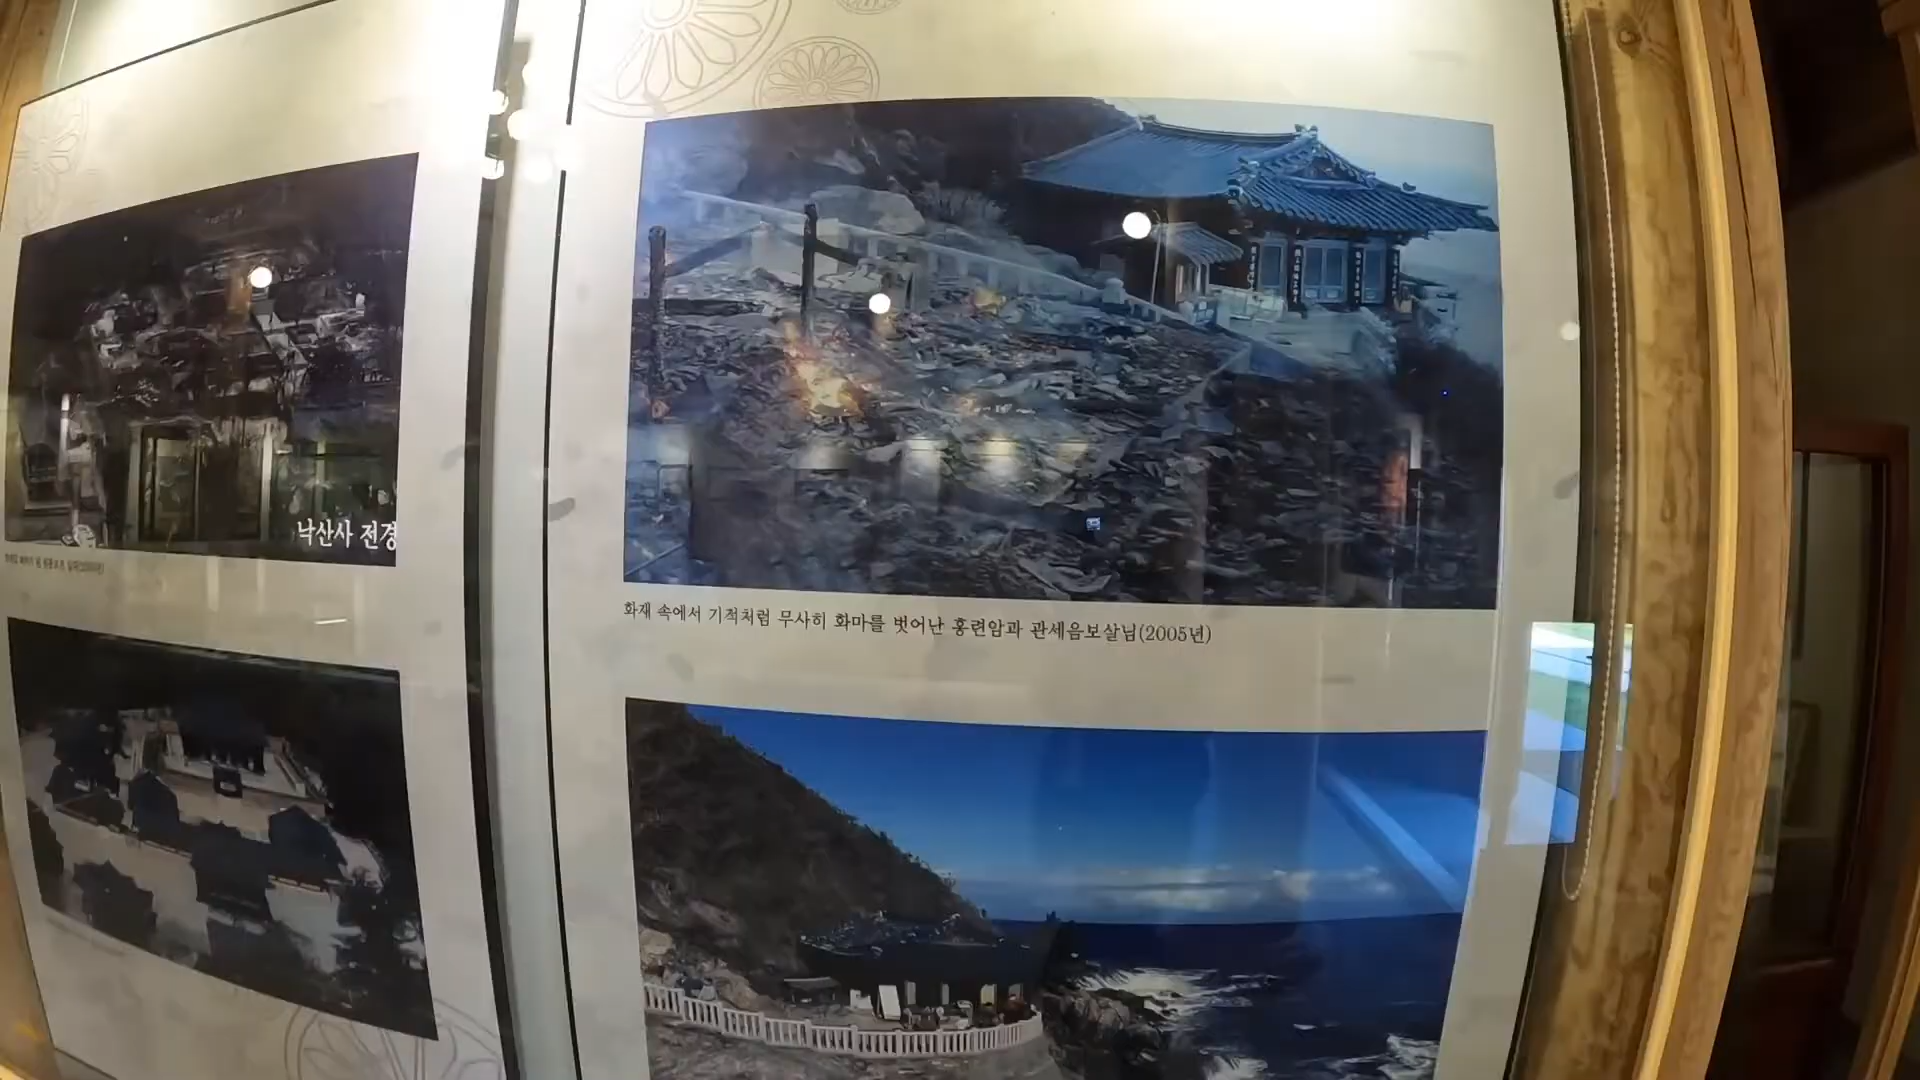 낙산사 전경
화재 속에서 기적처럼 무사히 화마를 벗어난 홍련암과 관세음보살님(2005년)